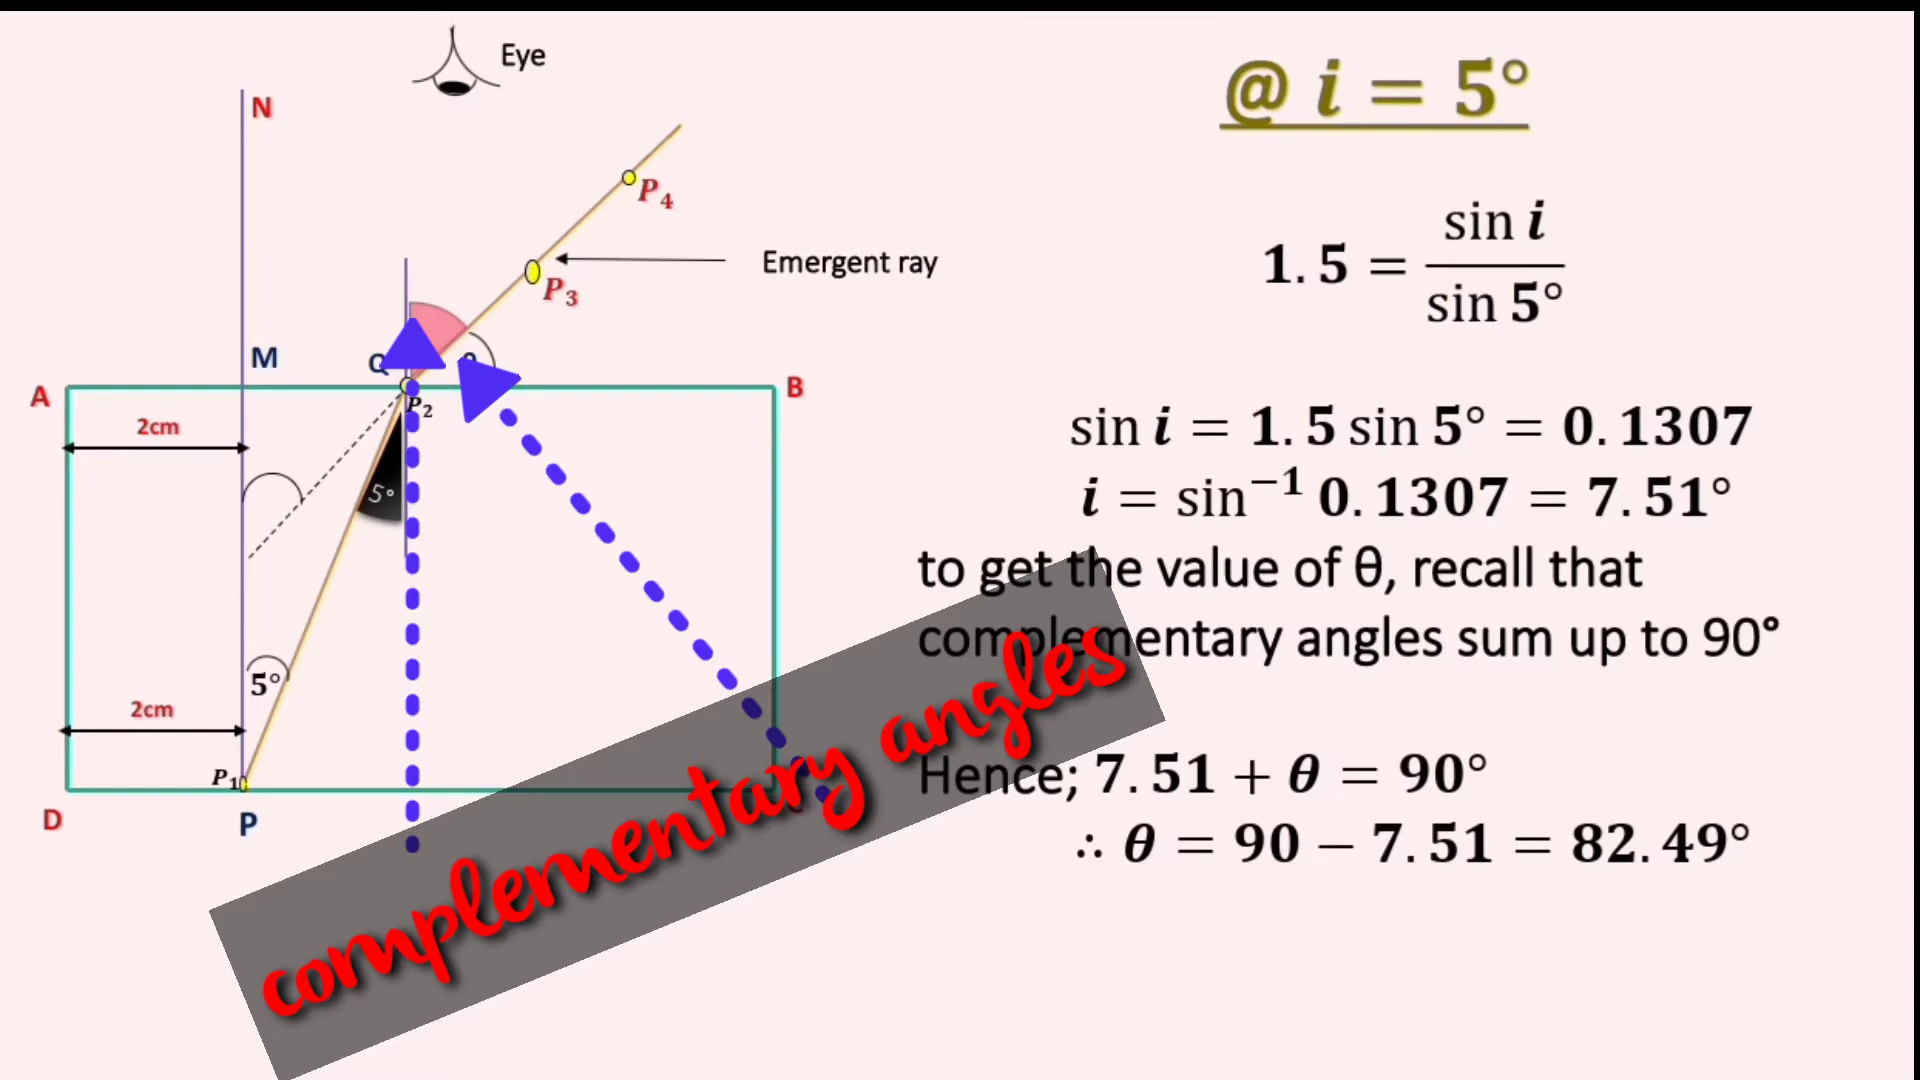 Eye
@ i = 5°
N
P₄
1.5 = sin i / sin 5°
Emergent ray
P₃
M
Q
A
B
P₂
2cm
sin i = 1.5 sin 5° = 0.1307
5°
i = sin⁻¹ 0.1307 = 7.51°
to get the value of θ, recall that
complementary angles sum up to 90°
5°
2cm
P₁
D
P
complementary angles
Hence; 7.51 + θ = 90°
∴ θ = 90 − 7.51 = 82.49°